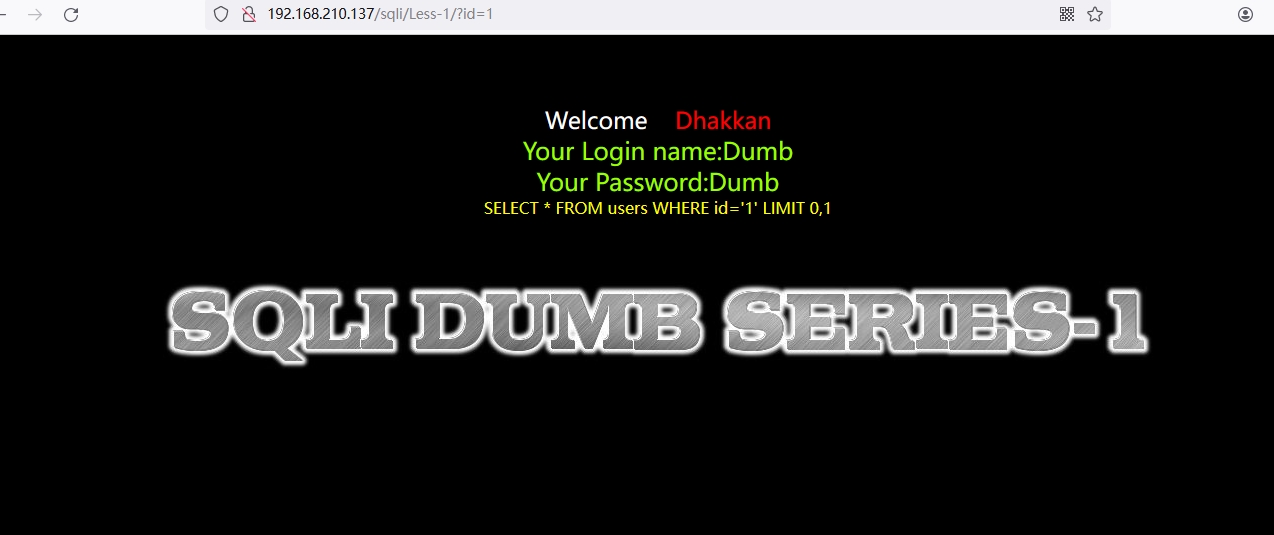 192.168.210.137/sqli/Less-1/?id=1
Welcome Dhakkan
Your Login name:Dumb
Your Password:Dumb
SELECT * FROM users WHERE id='1' LIMIT 0,1
SQLI DUMB SERIES-1